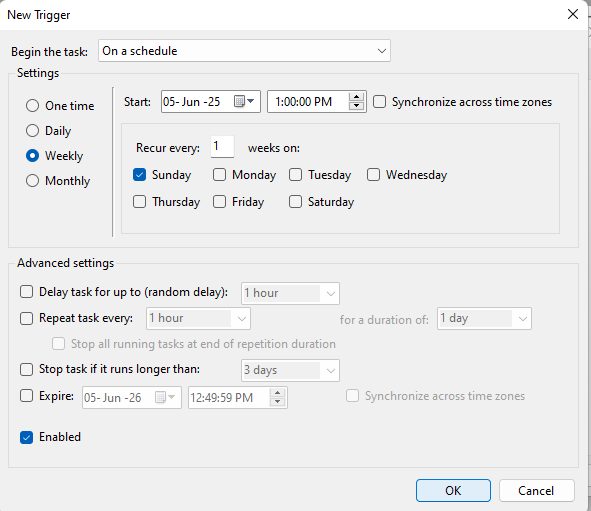 New Trigger
Begin the task: On a schedule
Settings
One time
Start: 05- Jun -25 1:00:00 PM Synchronize across time zones
Daily
Weekly
Recur every: 1 weeks on:
Monthly
Sunday Monday Tuesday Wednesday
Thursday Friday Saturday
Advanced settings
Delay task for up to (random delay): 1 hour
Repeat task every: 1 hour for a duration of: 1 day
Stop all running tasks at end of repetition duration
Stop task if it runs longer than: 3 days
Expire: 05- Jun -26 12:49:59 PM Synchronize across time zones
Enabled
OK Cancel